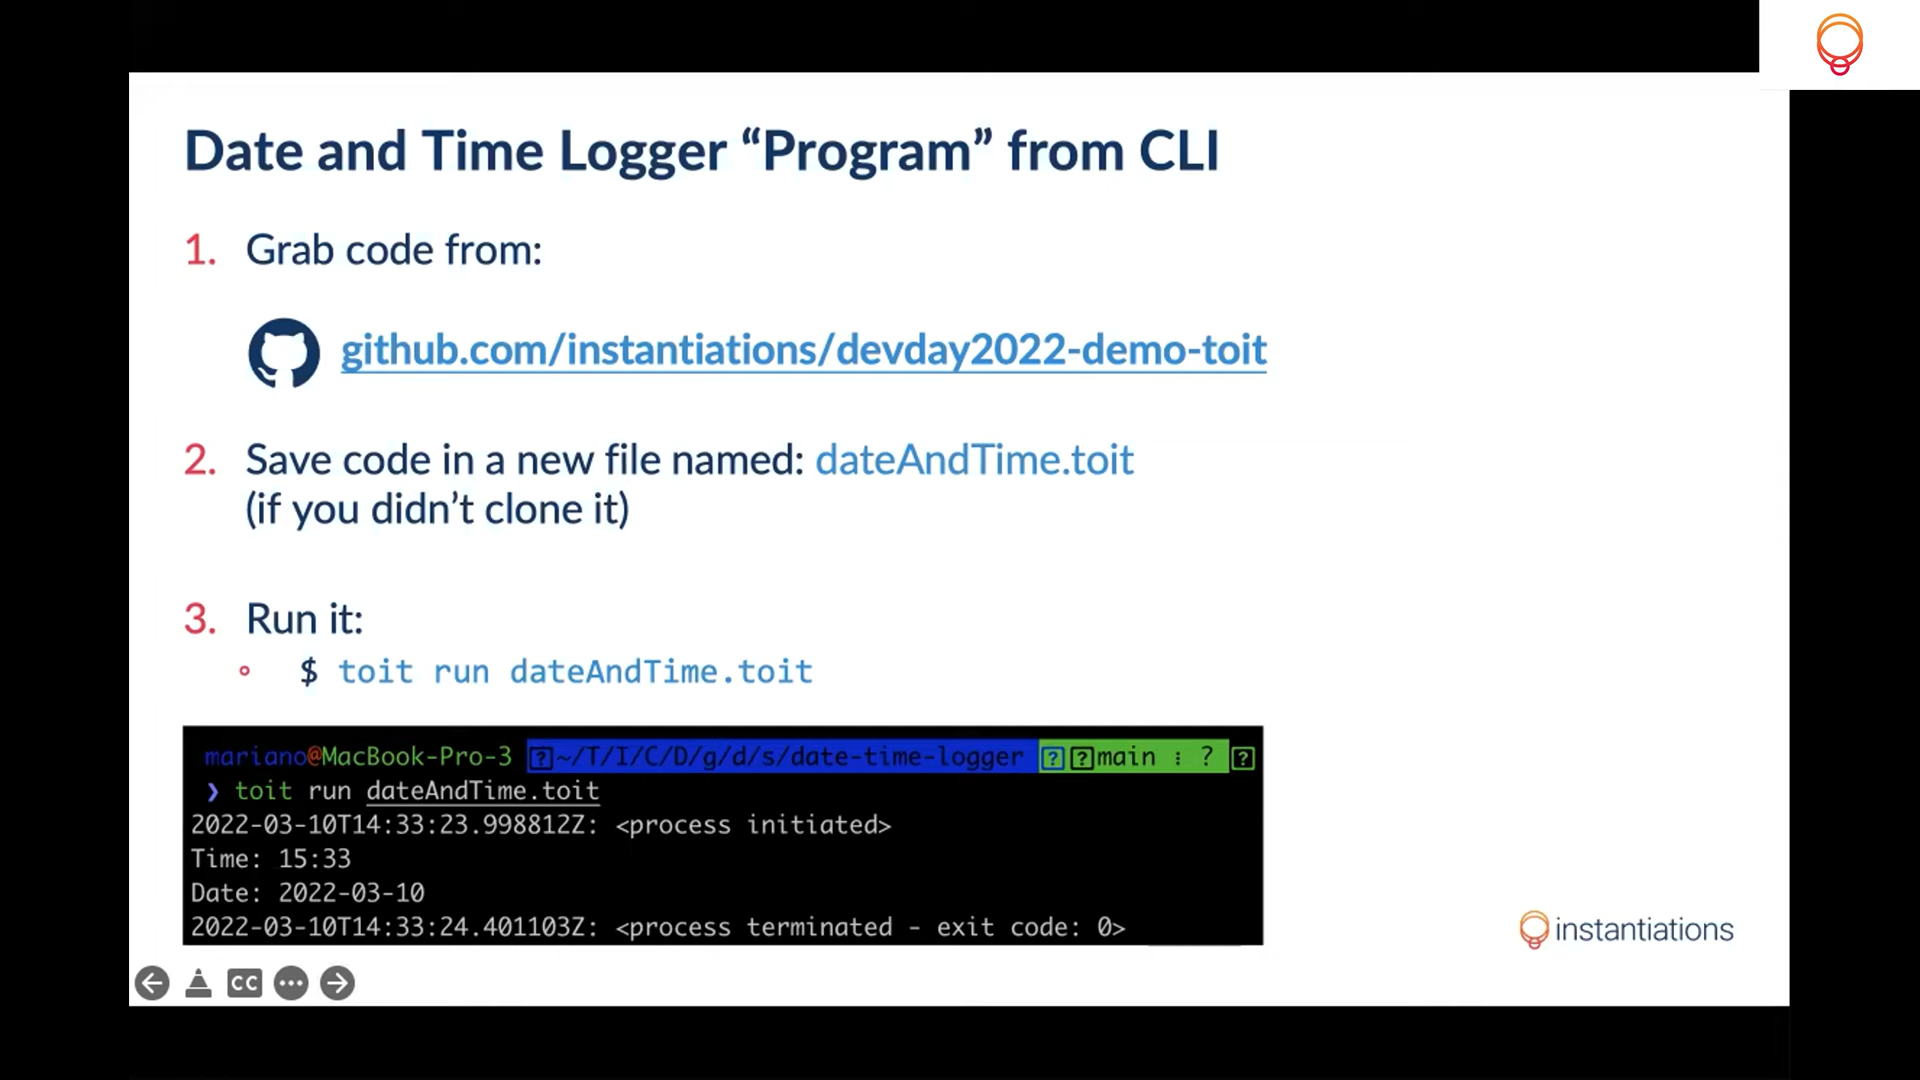 Date and Time Logger “Program” from CLI
1. Grab code from:
github.com/instantiations/devday2022-demo-toit
2. Save code in a new file named: dateAndTime.toit
(if you didn’t clone it)
3. Run it:
$ toit run dateAndTime.toit
mariano@MacBook-Pro-3 ~/T/I/C/D/g/d/s/date-time-logger main : ?
❯ toit run dateAndTime.toit
2022-03-10T14:33:23.998812Z: <process initiated>
Time: 15:33
Date: 2022-03-10
2022-03-10T14:33:24.401103Z: <process terminated - exit code: 0>
instantiations
CC